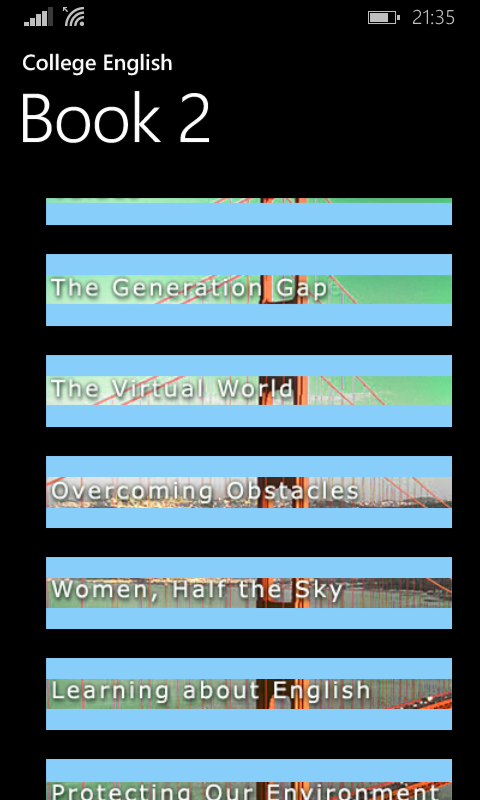 21:35
College English
Book 2
The Generation Gap
The Virtual World
Overcoming Obstacles
Women, Half the Sky
Learning about English
Protecting Our Environment